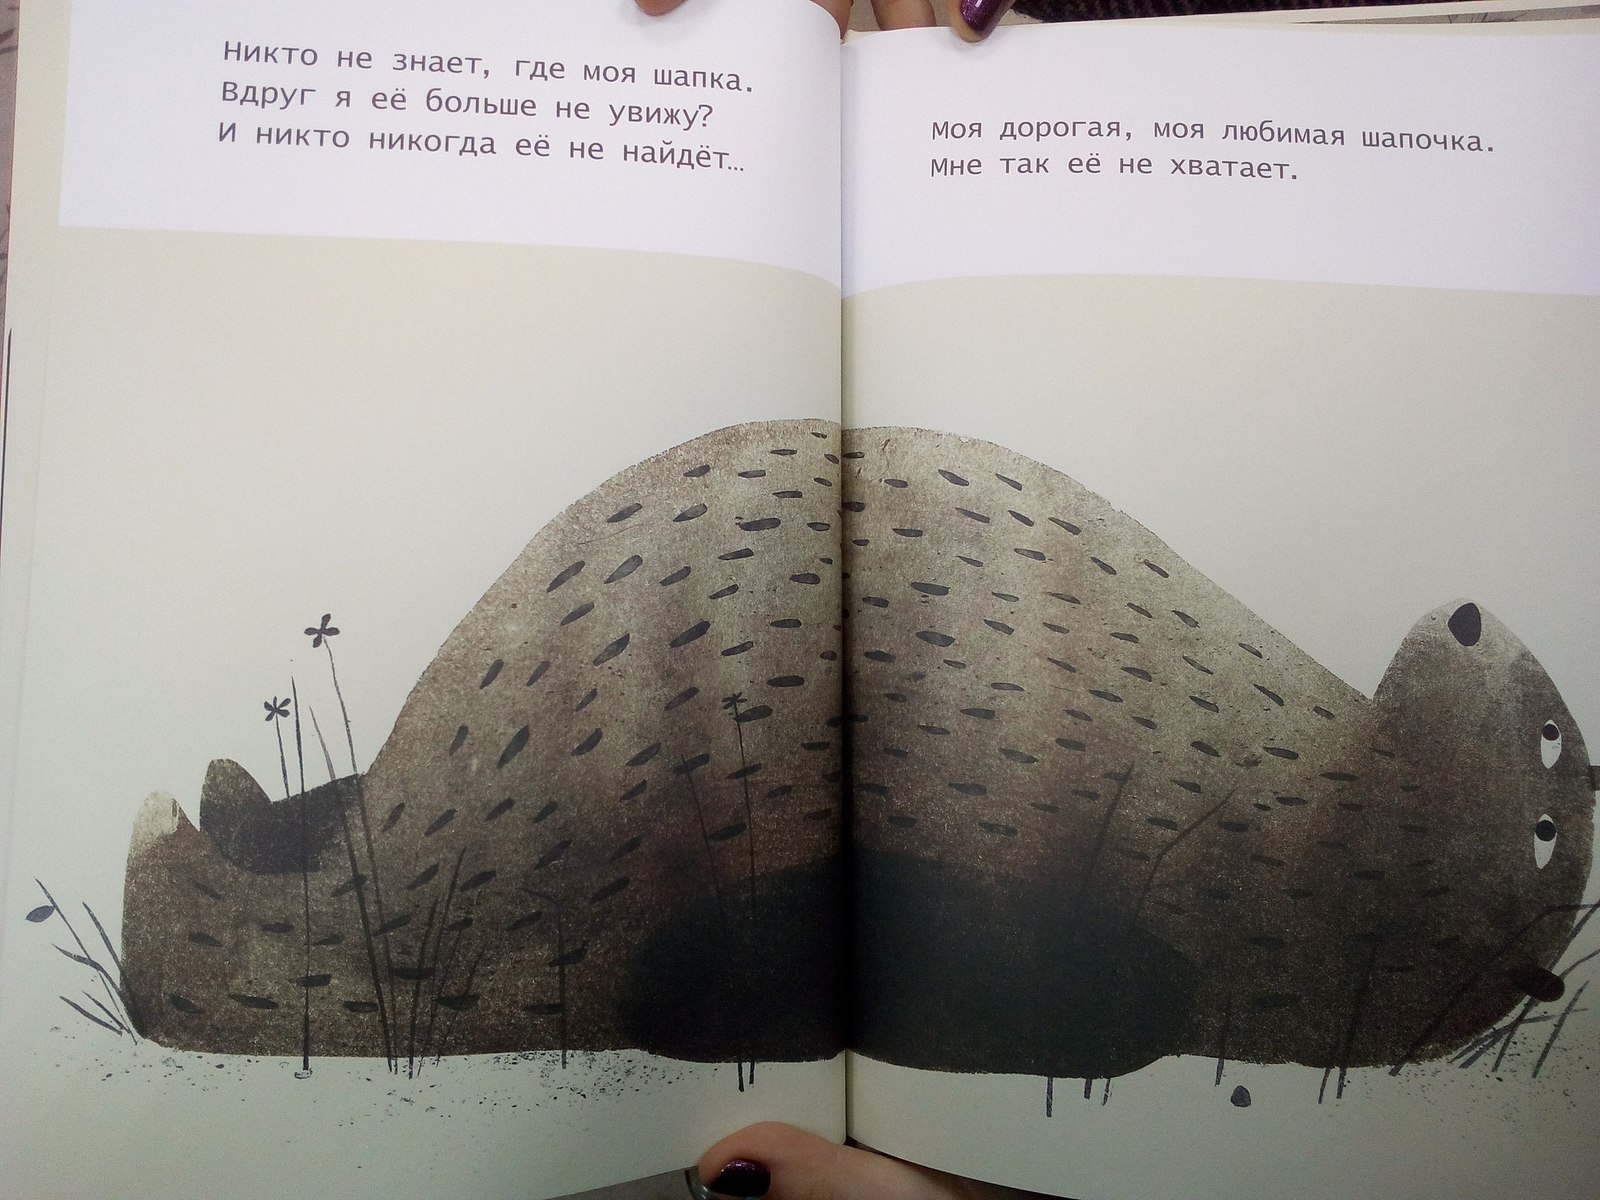 Никто не знает, где моя шапка.
Вдруг я её больше не увижу?
И никто никогда её не найдёт…
Моя дорогая, моя любимая шапочка.
Мне так её не хватает.